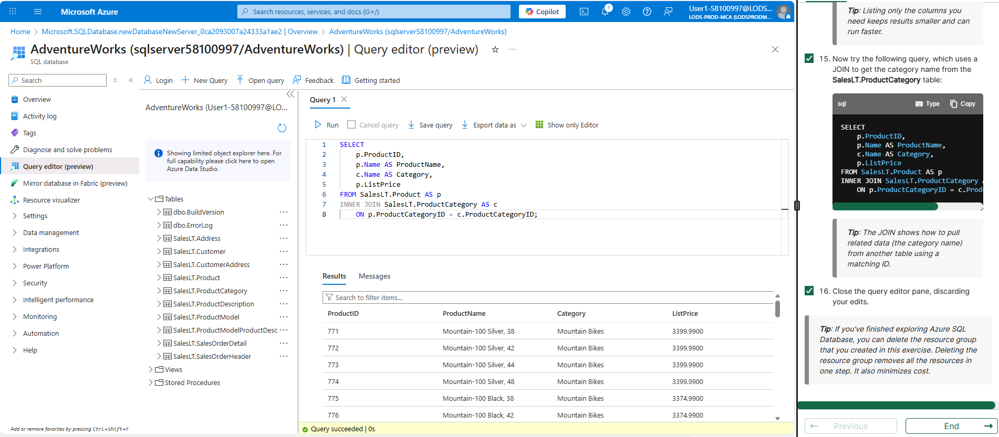 Microsoft Azure
Search resources, services, and docs (G+/)
Copilot
1
User1-58100997@LODS...
LODS-PROD-MCA (LODSPRODM...
Home > Microsoft.SQLDatabase.newDatabaseNewServer_0ca2093007a24333a1ae2 | Overview > AdventureWorks (sqlserver58100997/AdventureWorks)
AdventureWorks (sqlserver58100997/AdventureWorks) | Query editor (preview)
SQL database
Search
Overview
Activity log
Tags
Diagnose and solve problems
Query editor (preview)
Mirror database in Fabric (preview)
Resource visualizer
Settings
Data management
Integrations
Power Platform
Security
Intelligent performance
Monitoring
Automation
Help
Add or remove favorites by pressing Ctrl+Shift+F
Login
New Query
Open query
Feedback
Getting started
AdventureWorks (User1-58100997@LO...
Showing limited object explorer here. For
full capability please click here to open
Azure Data Studio.
Tables
dbo.BuildVersion
dbo.ErrorLog
SalesLT.Address
SalesLT.Customer
SalesLT.CustomerAddress
SalesLT.Product
SalesLT.ProductCategory
SalesLT.ProductDescription
SalesLT.ProductModel
SalesLT.ProductModelProductDesc
SalesLT.SalesOrderDetail
SalesLT.SalesOrderHeader
Views
Stored Procedures
Query 1
Run
Cancel query
Save query
Export data as
Show only Editor
1 SELECT
2 p.ProductID,
3 p.Name AS ProductName,
4 c.Name AS Category,
5 p.ListPrice
6 FROM SalesLT.Product AS p
7 INNER JOIN SalesLT.ProductCategory AS c
8 ON p.ProductCategoryID = c.ProductCategoryID;
Results Messages
Search to filter items...
ProductID ProductName Category ListPrice
771 Mountain-100 Silver, 38 Mountain Bikes 3399.9900
772 Mountain-100 Silver, 42 Mountain Bikes 3399.9900
773 Mountain-100 Silver, 44 Mountain Bikes 3399.9900
774 Mountain-100 Silver, 48 Mountain Bikes 3399.9900
775 Mountain-100 Black, 38 Mountain Bikes 3374.9900
776 Mountain-100 Black, 42 Mountain Bikes 3374.9900
Query succeeded | 0s
Tip: Listing only the columns you
need keeps results smaller and can
run faster.
15. Now try the following query, which uses a
JOIN to get the category name from the
SalesLT.ProductCategory table:
sql
Type
Copy
SELECT
p.ProductID,
p.Name AS ProductName,
c.Name AS Category,
p.ListPrice
FROM SalesLT.Product AS p
INNER JOIN SalesLT.ProductCategory
ON p.ProductCategoryID = c.Prod
Tip: The JOIN shows how to pull
related data (the category name)
from another table using a
matching ID.
16. Close the query editor pane, discarding
your edits.
Tip: If you've finished exploring Azure SQL
Database, you can delete the resource group
that you created in this exercise. Deleting the
resource group removes all the resources in
one step. It also minimizes cost.
Previous
End